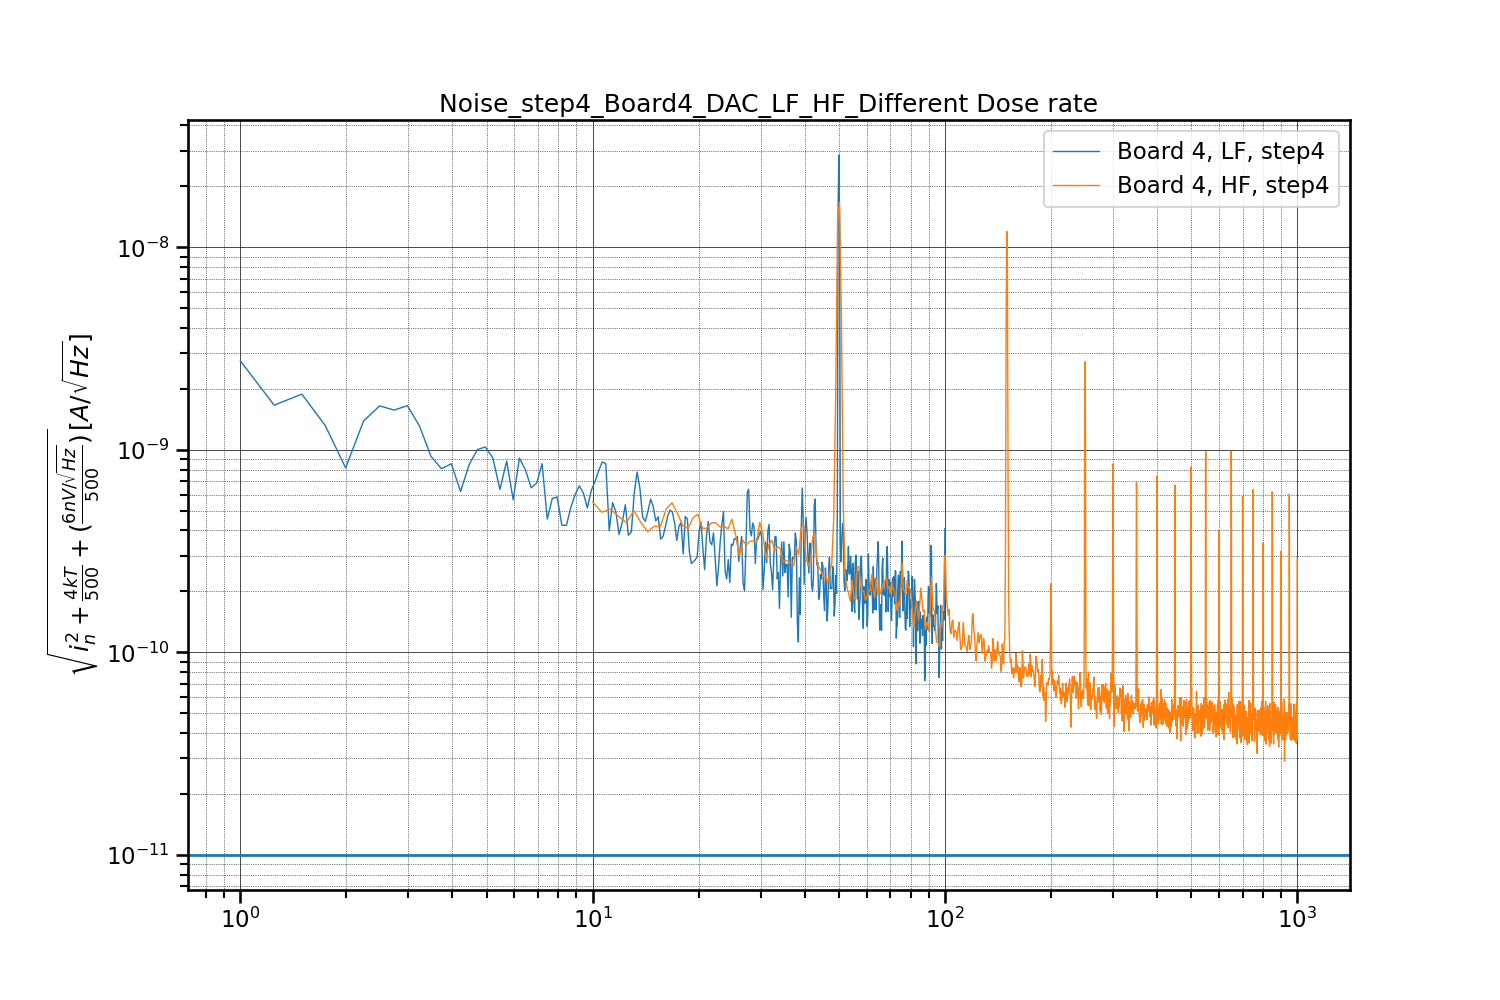 Noise_step4_Board4_DAC_LF_HF_Different Dose rate
Board 4, LF, step4
Board 4, HF, step4
10⁻⁸
10⁻⁹
10⁻¹⁰
10⁻¹¹
√(i_n² + 4kT/500 + (6nV/√Hz/500)) [A/√Hz]
10⁰ 10¹ 10² 10³